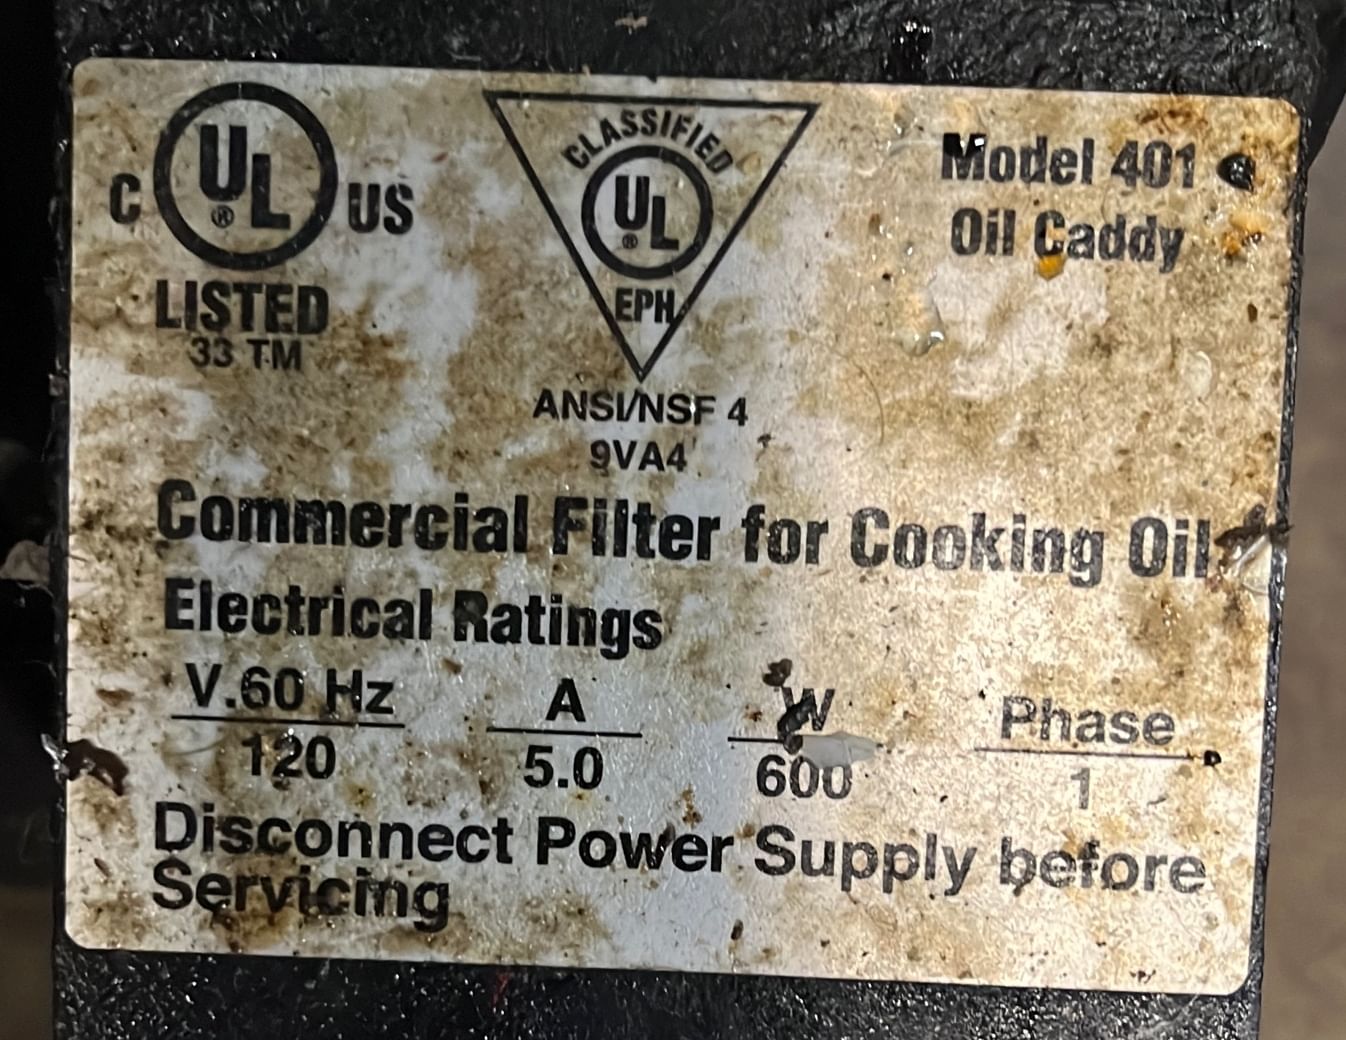 C UL® US
LISTED
33 TM
CLASSIFIED
UL®
EPH
ANSI/NSF 4
9VA4
Model 401
Oil Caddy
Commercial Filter for Cooking Oil
Electrical Ratings
V.60 Hz A W Phase
120 5.0 600 1
Disconnect Power Supply before
Servicing